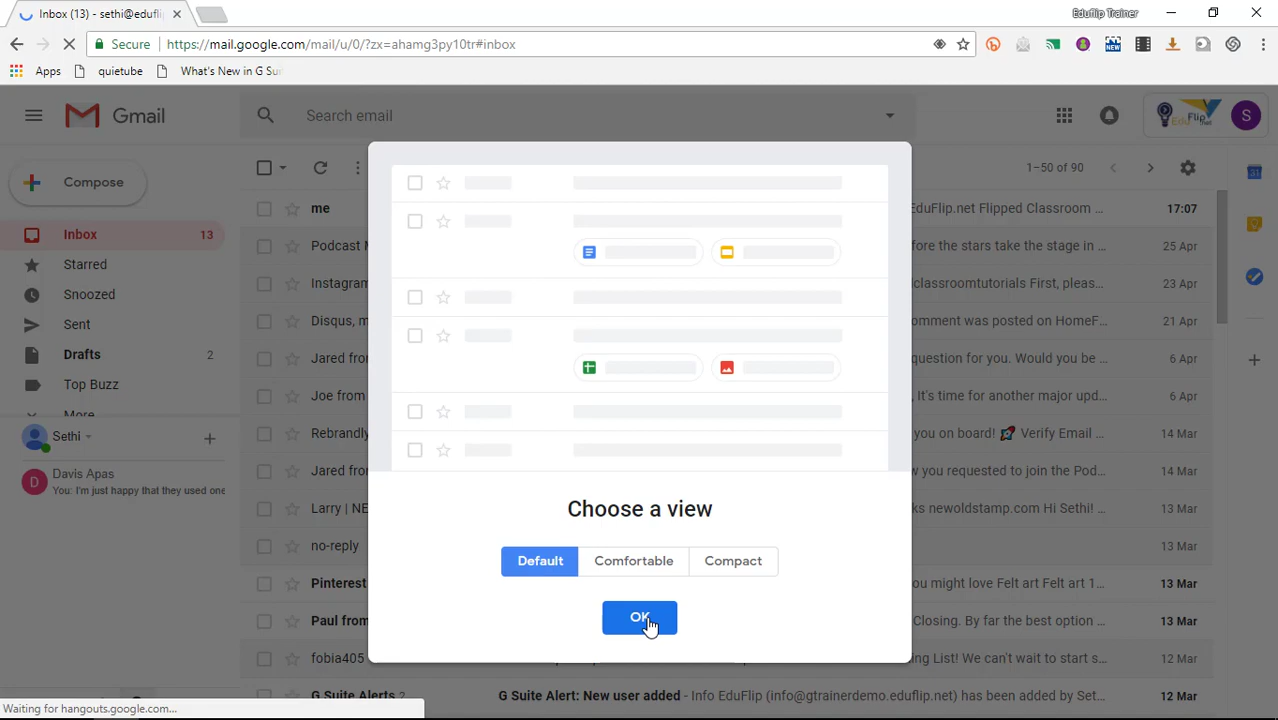 Inbox (13) - sethi@edufli
Eduflip Trainer
Secure
https://mail.google.com/mail/u/0/?zx=ahamg3py10tr#inbox
NEW
Apps
quietube
What's New in G Su
Gmail
Search email
EduFlip.net
S
Compose
1–50 of 90
31
Inbox 13
Starred
Snoozed
Sent
Drafts 2
Top Buzz
More
Sethi
D
Davis Apas
You: I'm just happy that they used one
me
EduFlip.net Flipped Classroom ...
17:07
Podcast
fore the stars take the stage in ...
25 Apr
Instagram
classroomtutorials First, pleas...
23 Apr
Disqus, m
omment was posted on HomeF...
21 Apr
Jared fro
question for you. Would you be ...
6 Apr
Joe from
, It's time for another major upd...
6 Apr
Rebrandly
you on board! 🚀 Verify Email ...
14 Mar
Jared from
w you requested to join the Pod...
14 Mar
Larry | NE
ks newoldstamp.com Hi Sethi! ...
13 Mar
no-reply
13 Mar
Pinterest
ou might love Felt art Felt art 1...
13 Mar
Paul from
Closing. By far the best option ...
13 Mar
fobia405
ing List! We can't wait to start s...
12 Mar
G Suite Alerts 2
G Suite Alert: New user added - Info EduFlip (info@gtrainerdemo.eduflip.net) has been added by Set...
12 Mar
Choose a view
Default
Comfortable
Compact
OK
Waiting for hangouts.google.com...